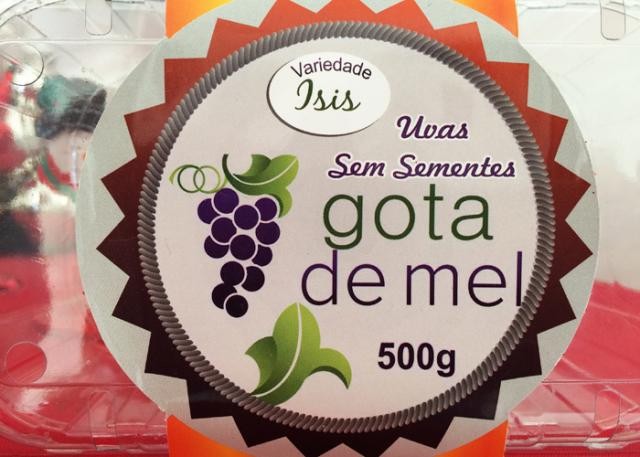 Variedade
Isis
Uvas
Sem Sementes
gota
de mel
500g